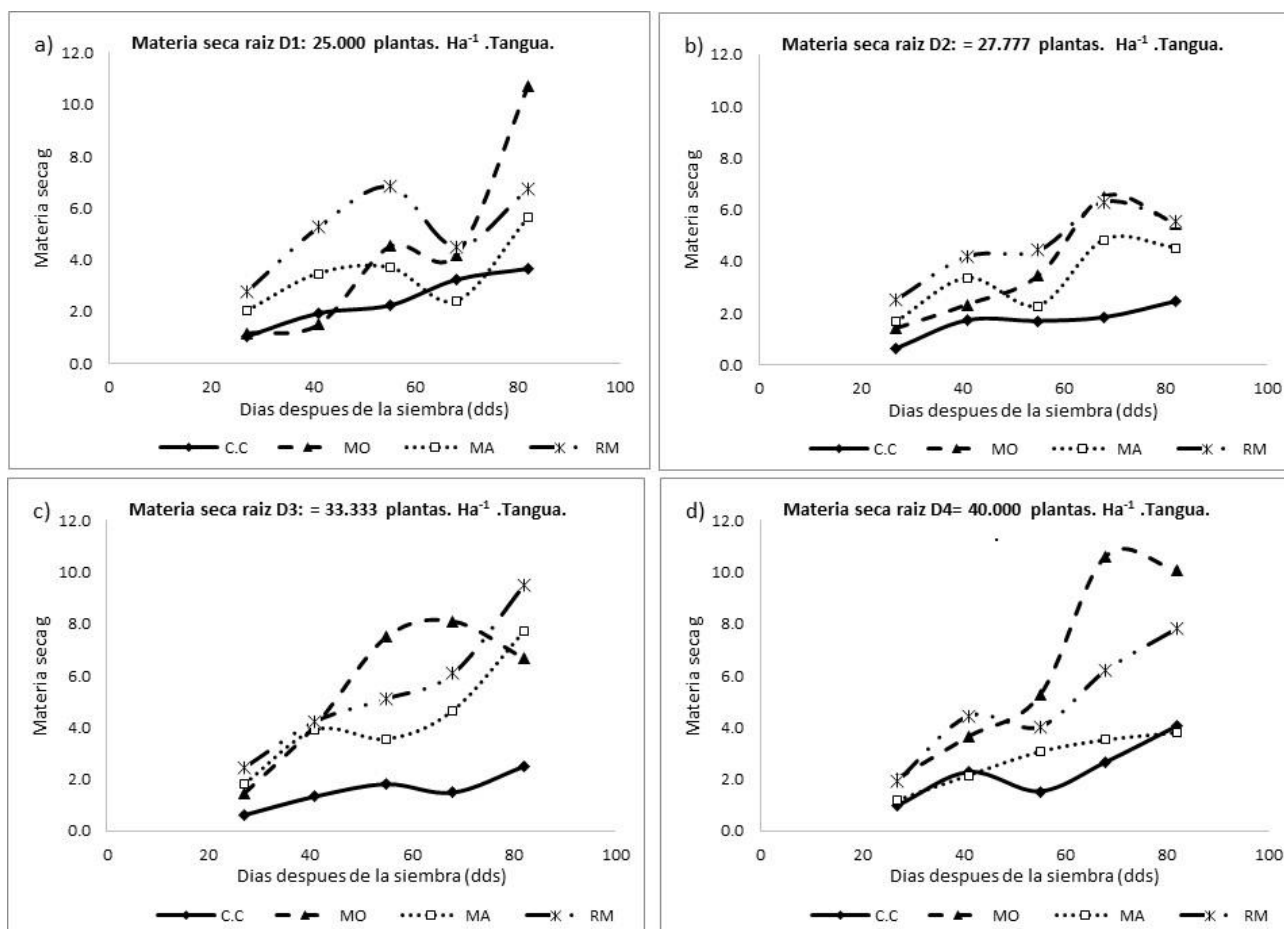 a) Materia seca raiz D1: 25.000 plantas. Ha⁻¹ .Tangua.
12.0
10.0
8.0
6.0
4.0
2.0
0.0
Materia seca g
0 20 40 60 80 100
Dias despues de la siembra (dds)
C.C MO MA RM
b) Materia seca raiz D2: = 27.777 plantas. Ha⁻¹ .Tangua.
12.0
10.0
8.0
6.0
4.0
2.0
0.0
Materia seca g
0 20 40 60 80 100
Dias despues de la siembra (dds)
C.C MO MA RM
c) Materia seca raiz D3: = 33.333 plantas. Ha⁻¹ .Tangua.
12.0
10.0
8.0
6.0
4.0
2.0
0.0
Materia seca g
0 20 40 60 80 100
Dias despues de la siembra (dds)
C.C MO MA RM
d) Materia seca raiz D4= 40.000 plantas. Ha⁻¹ .Tangua.
12.0
10.0
8.0
6.0
4.0
2.0
0.0
Materia seca g
0 20 40 60 80 100
Dias despues de la siembra (dds)
C.C MO MA RM